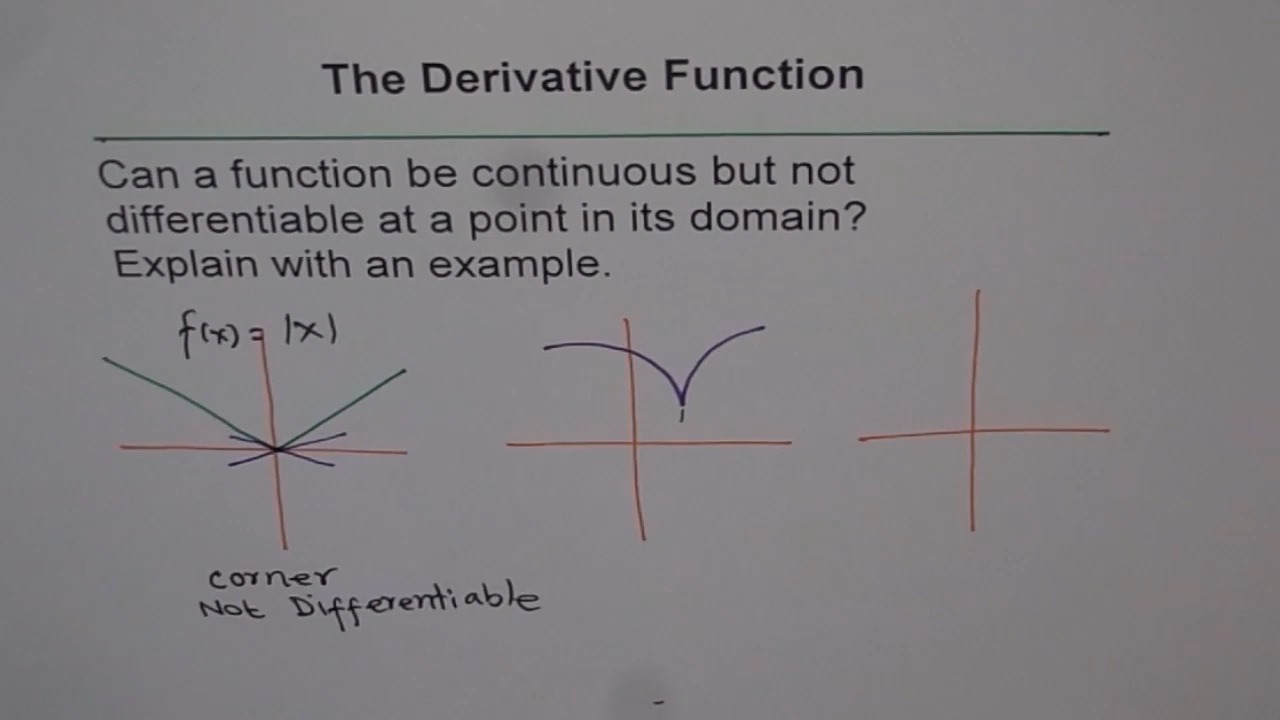 The Derivative Function
Can a function be continuous but not
differentiable at a point in its domain?
Explain with an example.
f(x) = |x|
corner
Not Differentiable